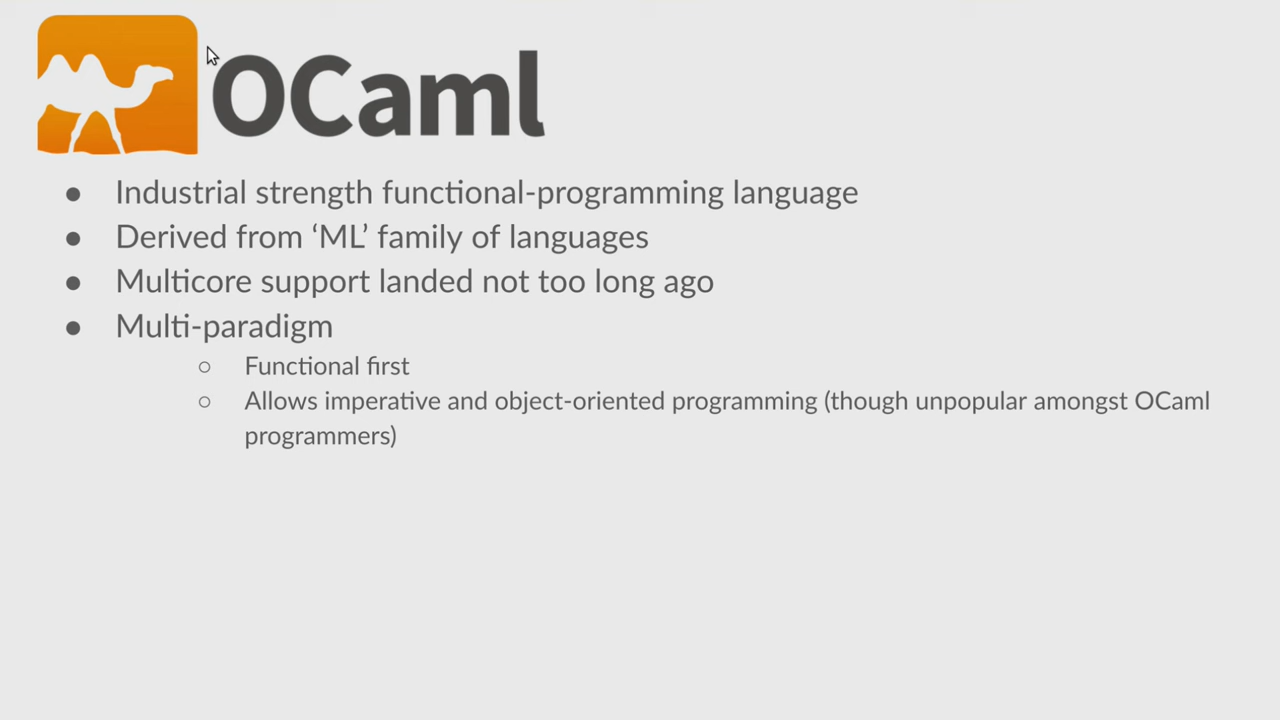 OCaml
● Industrial strength functional-programming language
● Derived from ‘ML’ family of languages
● Multicore support landed not too long ago
● Multi-paradigm
○ Functional first
○ Allows imperative and object-oriented programming (though unpopular amongst OCaml
programmers)